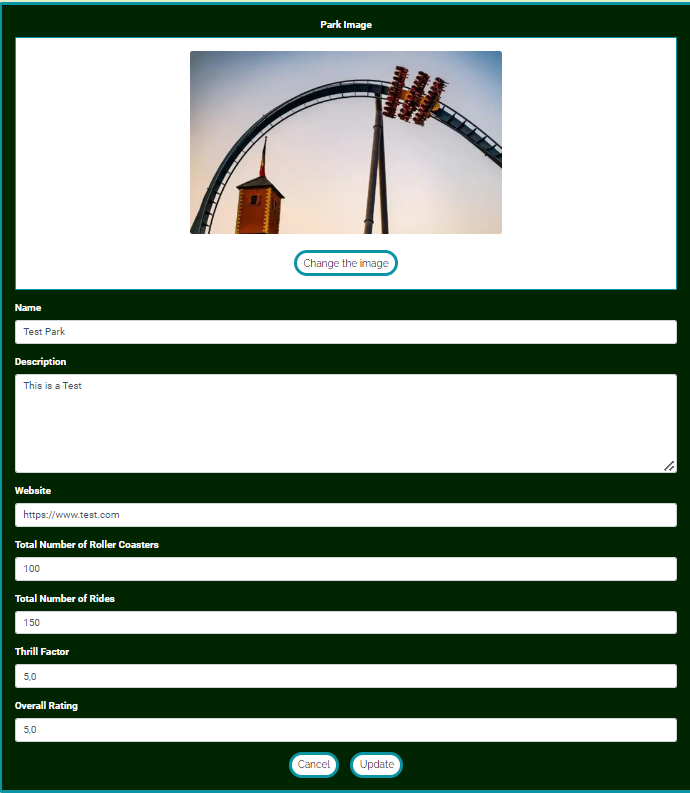 Park Image
Change the image
Name
Test Park
Description
This is a Test
Website
https://www.test.com
Total Number of Roller Coasters
100
Total Number of Rides
150
Thrill Factor
5,0
Overall Rating
5,0
Cancel Update